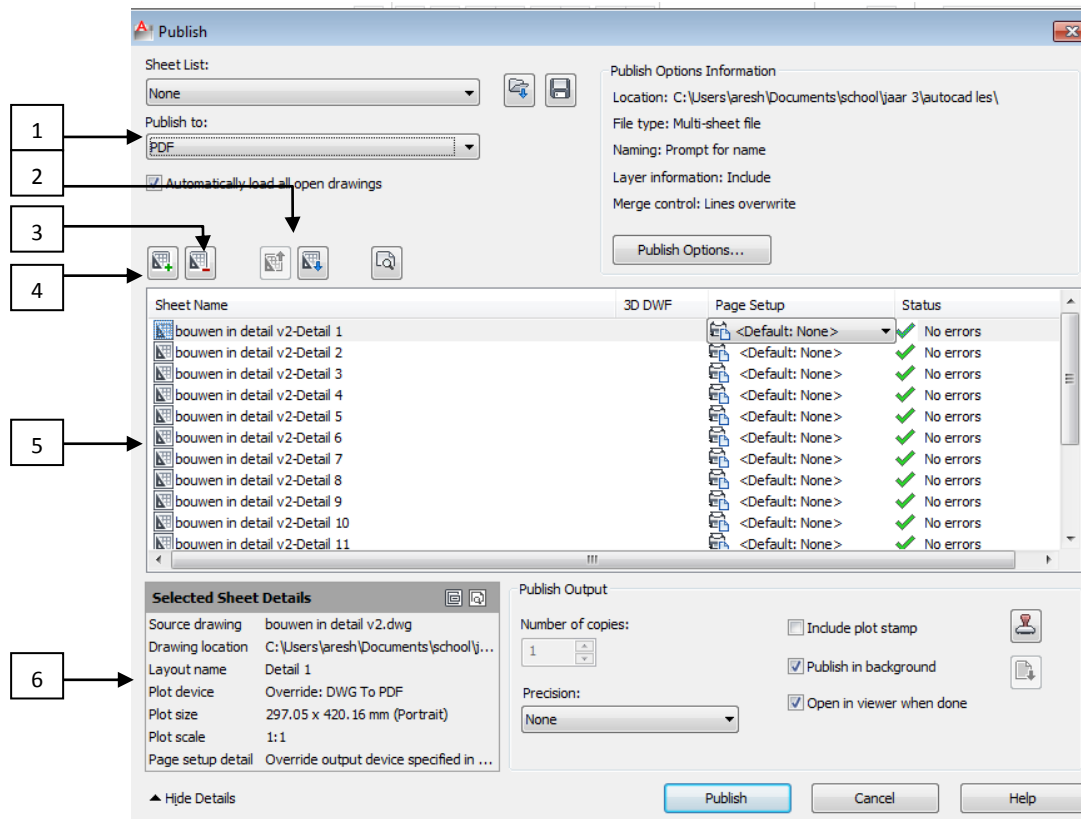 Publish
Sheet List:
None
Publish to:
PDF
Automatically load all open drawings
Publish Options Information
Location: C:\Users\aresh\Documents\school\jaar 3\autocad les\
File type: Multi-sheet file
Naming: Prompt for name
Layer information: Include
Merge control: Lines overwrite
Publish Options...
1
2
3
4
5
6
Sheet Name 3D DWF Page Setup Status
bouwen in detail v2-Detail 1 <Default: None> No errors
bouwen in detail v2-Detail 2 <Default: None> No errors
bouwen in detail v2-Detail 3 <Default: None> No errors
bouwen in detail v2-Detail 4 <Default: None> No errors
bouwen in detail v2-Detail 5 <Default: None> No errors
bouwen in detail v2-Detail 6 <Default: None> No errors
bouwen in detail v2-Detail 7 <Default: None> No errors
bouwen in detail v2-Detail 8 <Default: None> No errors
bouwen in detail v2-Detail 9 <Default: None> No errors
bouwen in detail v2-Detail 10 <Default: None> No errors
bouwen in detail v2-Detail 11 <Default: None> No errors
Selected Sheet Details
Source drawing bouwen in detail v2.dwg
Drawing location C:\Users\aresh\Documents\school\j...
Layout name Detail 1
Plot device Override: DWG To PDF
Plot size 297.05 x 420.16 mm (Portrait)
Plot scale 1:1
Page setup detail Override output device specified in ...
Hide Details
Publish Output
Number of copies:
1
Precision:
None
Include plot stamp
Publish in background
Open in viewer when done
Publish Cancel Help